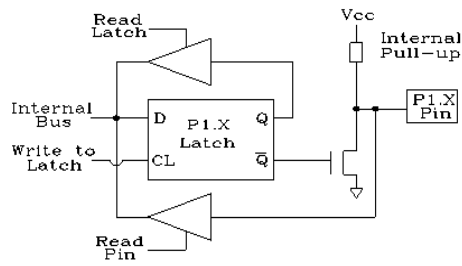 Read
Latch
Vcc
Internal
Pull-up
Internal
Bus
D
Q
P1.X
Latch
P1.X
Pin
Write to
Latch
CL
Q̅
Read
Pin